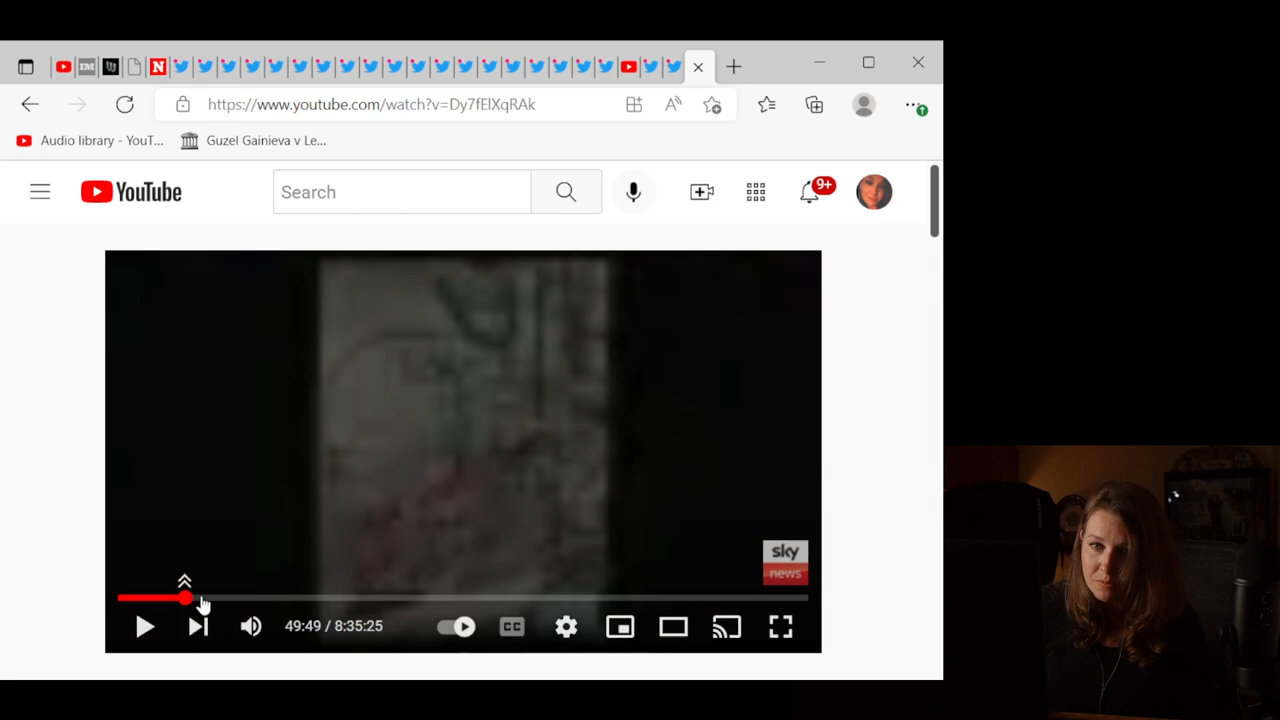 https://www.youtube.com/watch?v=Dy7fElXqRAk
Audio library - YouT... Guzel Gainieva v Le...
YouTube
Search
9+
sky
news
49:49 / 8:35:25
CC